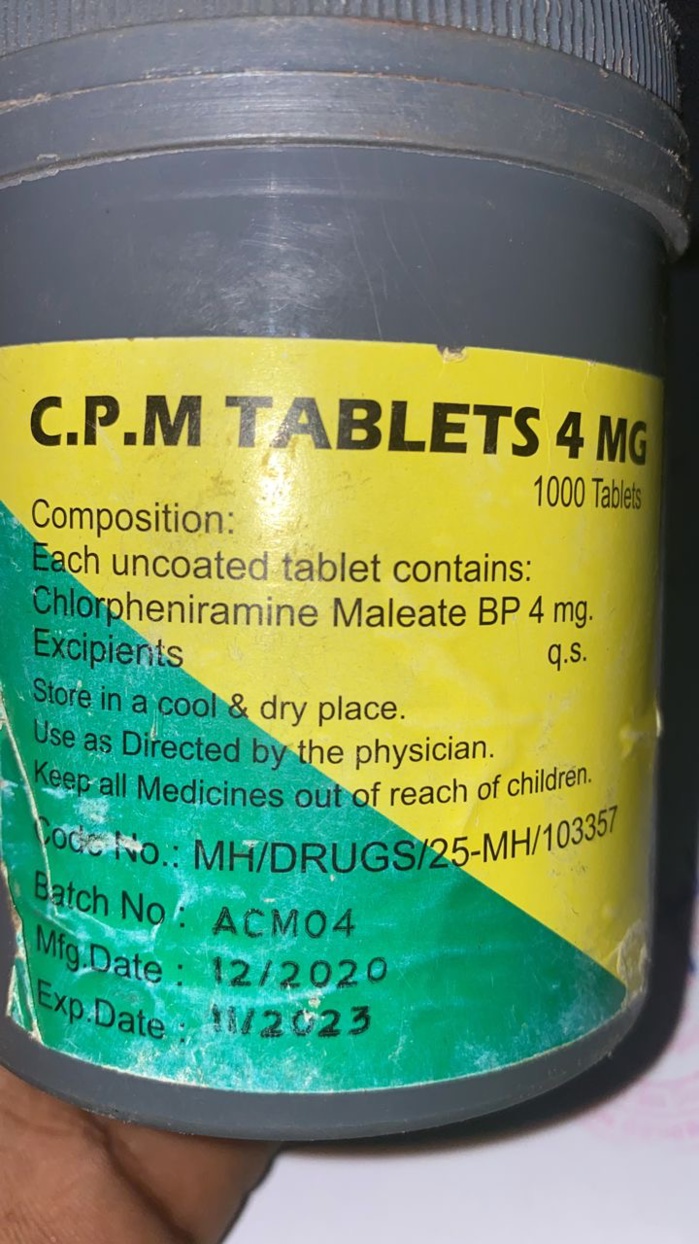 C.P.M TABLETS 4 MG
1000 Tablets
Composition:
Each uncoated tablet contains:
Chlorpheniramine Maleate BP 4 mg.
Excipients q.s.
Store in a cool & dry place.
Use as Directed by the physician.
Keep all Medicines out of reach of children.
Code No.: MH/DRUGS/25-MH/103357
Batch No : ACM04
Mfg.Date : 12/2020
Exp.Date : 11/2023